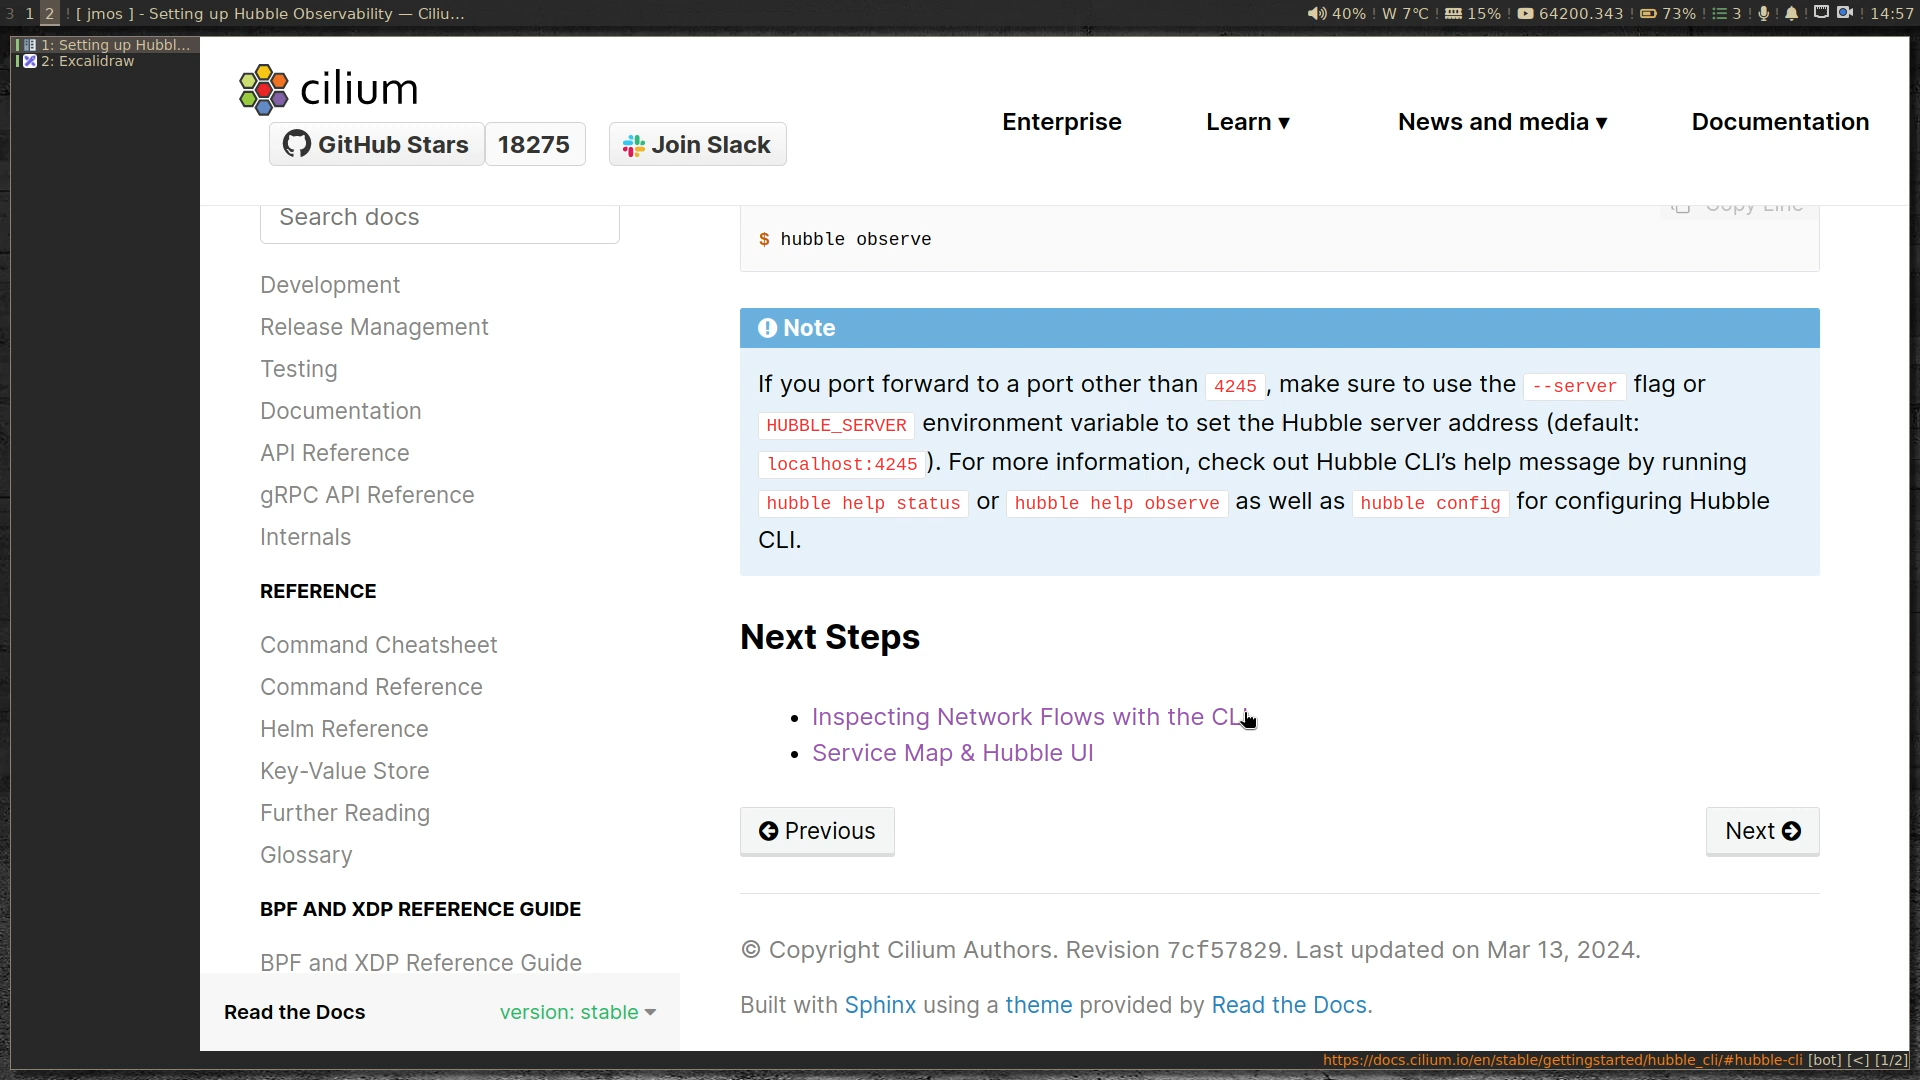 3 1 2 [ jmos ] - Setting up Hubble Observability — Ciliu... 40% W 7°C 15% 64200.343 73% 3 14:57
1: Setting up Hubbl...
2: Excalidraw
cilium
GitHub Stars 18275 Join Slack
Enterprise Learn ▾ News and media ▾ Documentation
Search docs
Development
Release Management
Testing
Documentation
API Reference
gRPC API Reference
Internals
REFERENCE
Command Cheatsheet
Command Reference
Helm Reference
Key-Value Store
Further Reading
Glossary
BPF AND XDP REFERENCE GUIDE
BPF and XDP Reference Guide
Read the Docs version: stable
Copy Line
$ hubble observe
Note
If you port forward to a port other than 4245, make sure to use the --server flag or
HUBBLE_SERVER environment variable to set the Hubble server address (default:
localhost:4245). For more information, check out Hubble CLI’s help message by running
hubble help status or hubble help observe as well as hubble config for configuring Hubble
CLI.
Next Steps
• Inspecting Network Flows with the CLI
• Service Map & Hubble UI
Previous Next
© Copyright Cilium Authors. Revision 7cf57829. Last updated on Mar 13, 2024.
Built with Sphinx using a theme provided by Read the Docs.
https://docs.cilium.io/en/stable/gettingstarted/hubble_cli/#hubble-cli [bot] [<] [1/2]